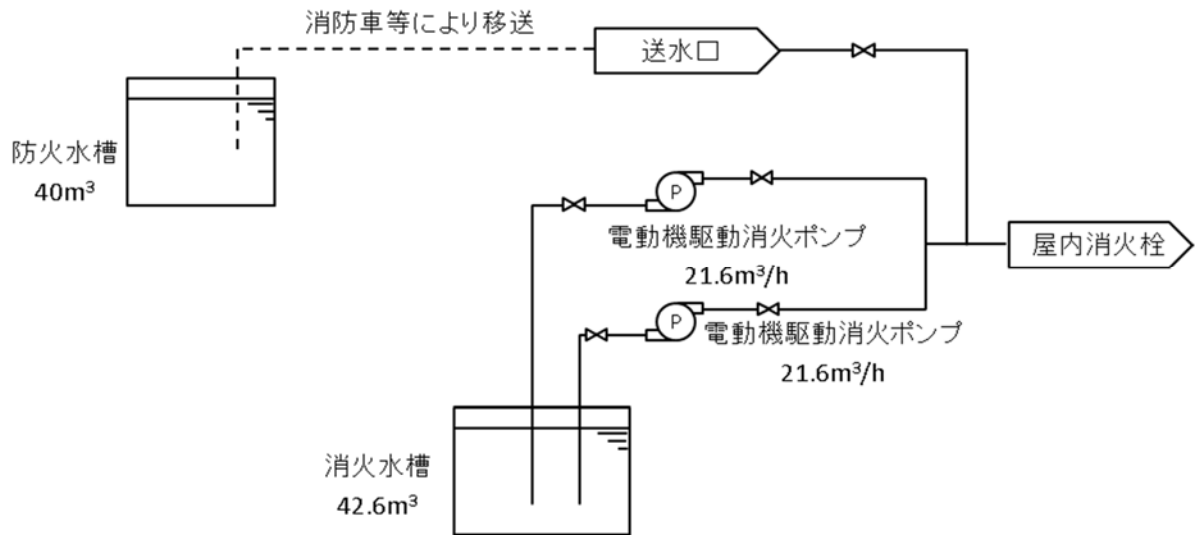 消防車等により移送
送水口
防火水槽
40m³
P
電動機駆動消火ポンプ
21.6m³/h
屋内消火栓
P
電動機駆動消火ポンプ
21.6m³/h
消火水槽
42.6m³